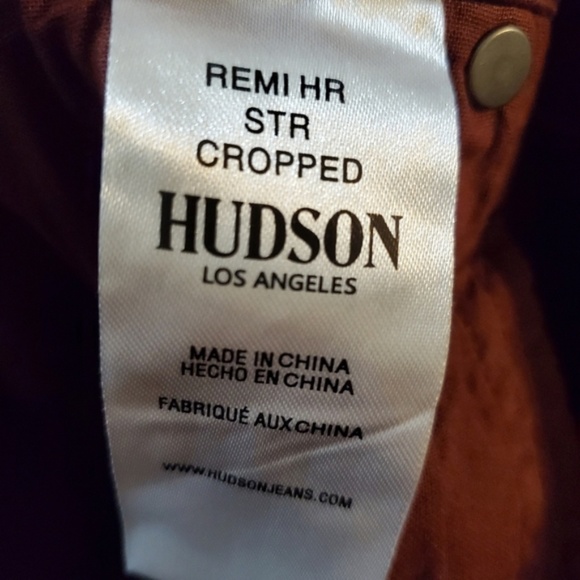 REMI HR
STR
CROPPED
HUDSON
LOS ANGELES
MADE IN CHINA
HECHO EN CHINA
FABRIQUÉ AUX CHINA
WWW.HUDSONJEANS.COM